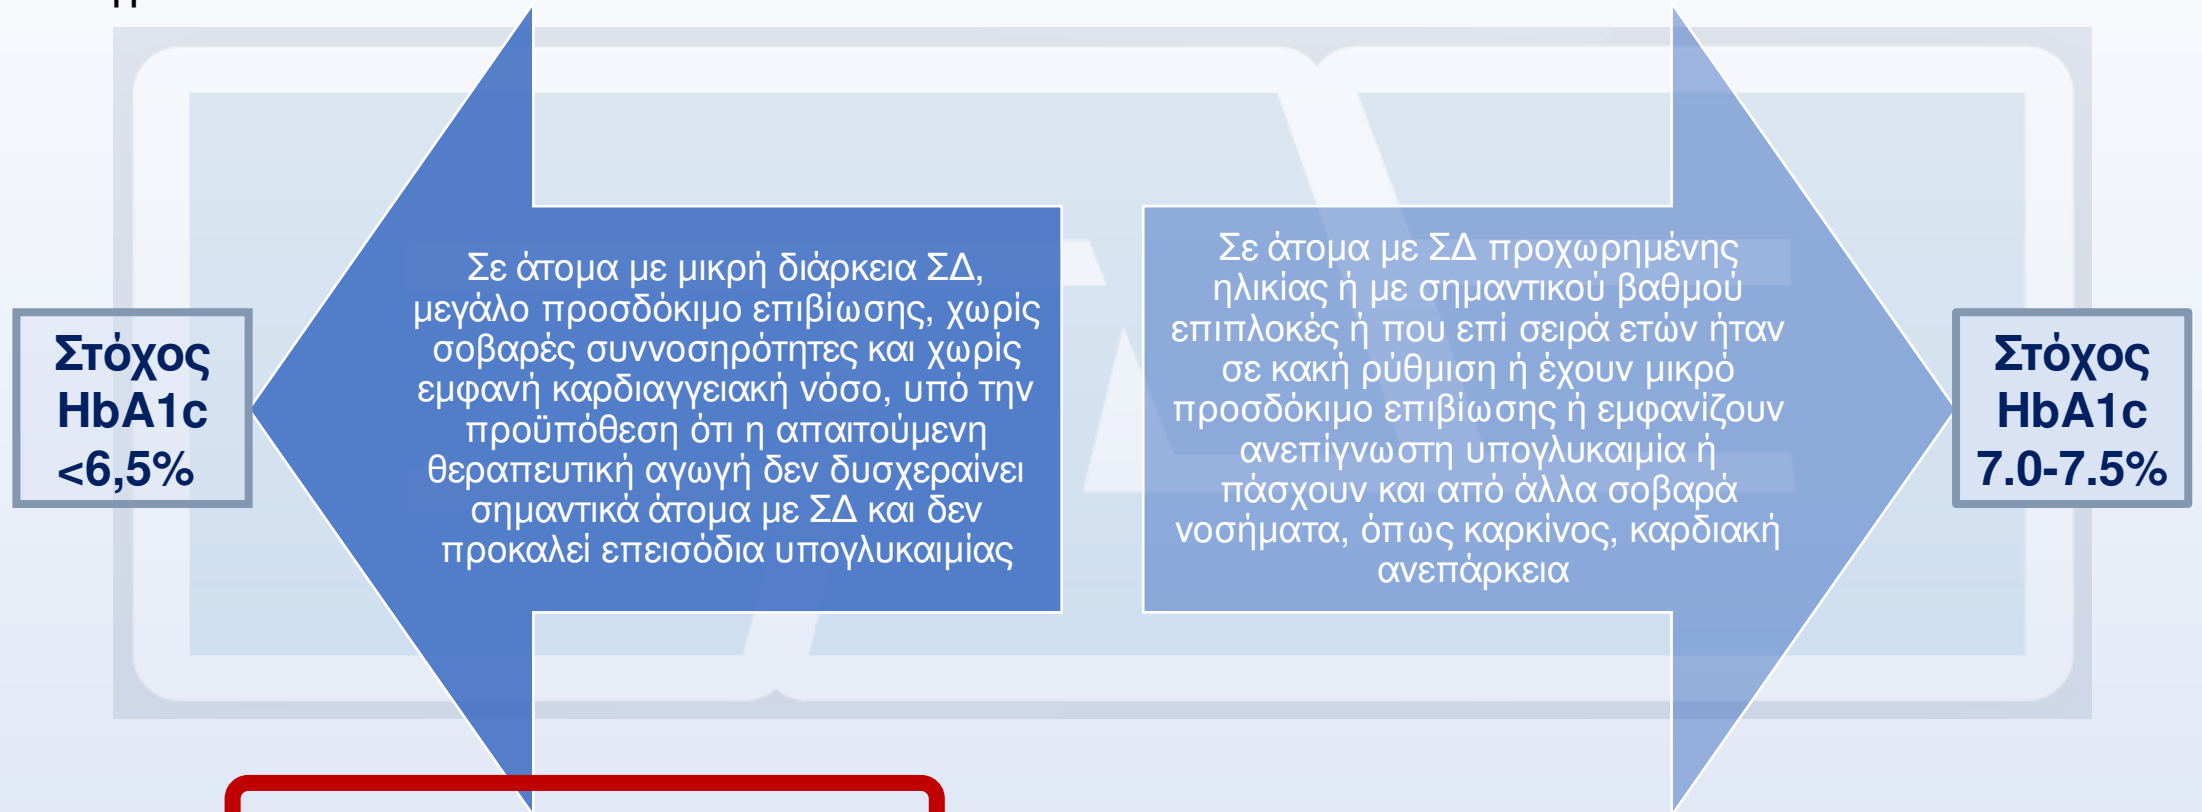 Στόχος
HbA1c
<6,5%
Σε άτομα με μικρή διάρκεια ΣΔ,
μεγάλο προσδόκιμο επιβίωσης, χωρίς
σοβαρές συννοσηρότητες και χωρίς
εμφανή καρδιαγγειακή νόσο, υπό την
προϋπόθεση ότι η απαιτούμενη
θεραπευτική αγωγή δεν δυσχεραίνει
σημαντικά άτομα με ΣΔ και δεν
προκαλεί επεισόδια υπογλυκαιμίας
Σε άτομα με ΣΔ προχωρημένης
ηλικίας ή με σημαντικού βαθμού
επιπλοκές ή που επί σειρά ετών ήταν
σε κακή ρύθμιση ή έχουν μικρό
προσδόκιμο επιβίωσης ή εμφανίζουν
ανεπίγνωστη υπογλυκαιμία ή
πάσχουν και από άλλα σοβαρά
νοσήματα, όπως καρκίνος, καρδιακή
ανεπάρκεια
Στόχος
HbA1c
7.0-7.5%